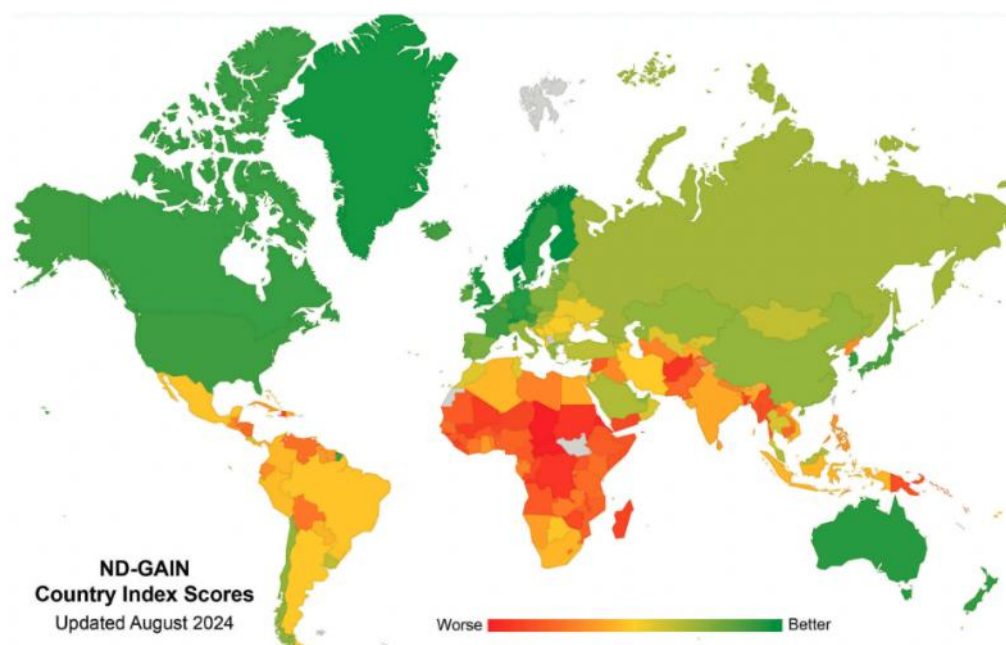 ND-GAIN
Country Index Scores
Updated August 2024
Worse Better